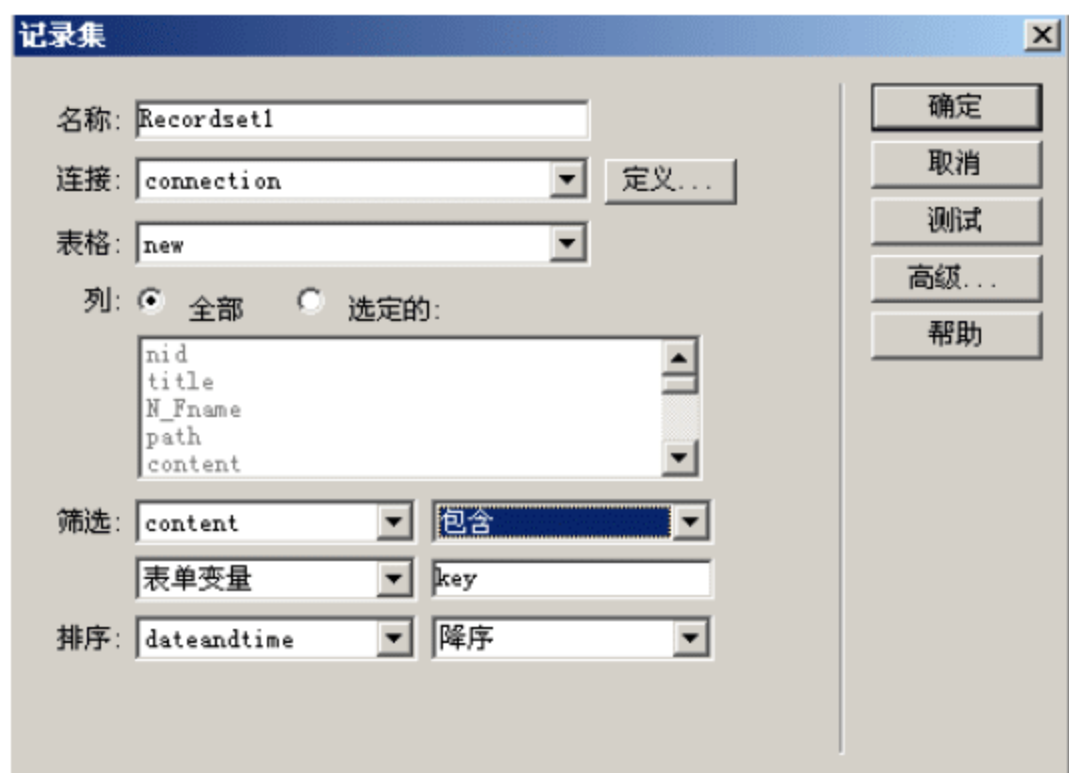 记录集
名称: Recordset1
连接: connection 定义...
表格: new
列: 全部 选定的:
nid
title
N_Fname
path
content
筛选: content 包含
表单变量 key
排序: dateandtime 降序
确定
取消
测试
高级...
帮助